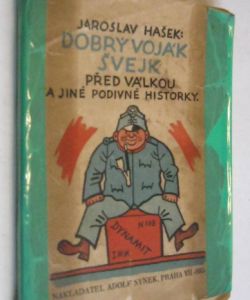 JAROSLAV HAŠEK:
DOBRÝ VOJÁK
ŠVEJK
PŘED VÁLKOU
A JINÉ PODIVNÉ HISTORKY.
DYNAMIT
NAKLADATEL ADOLF SYNEK, PRAHA VII